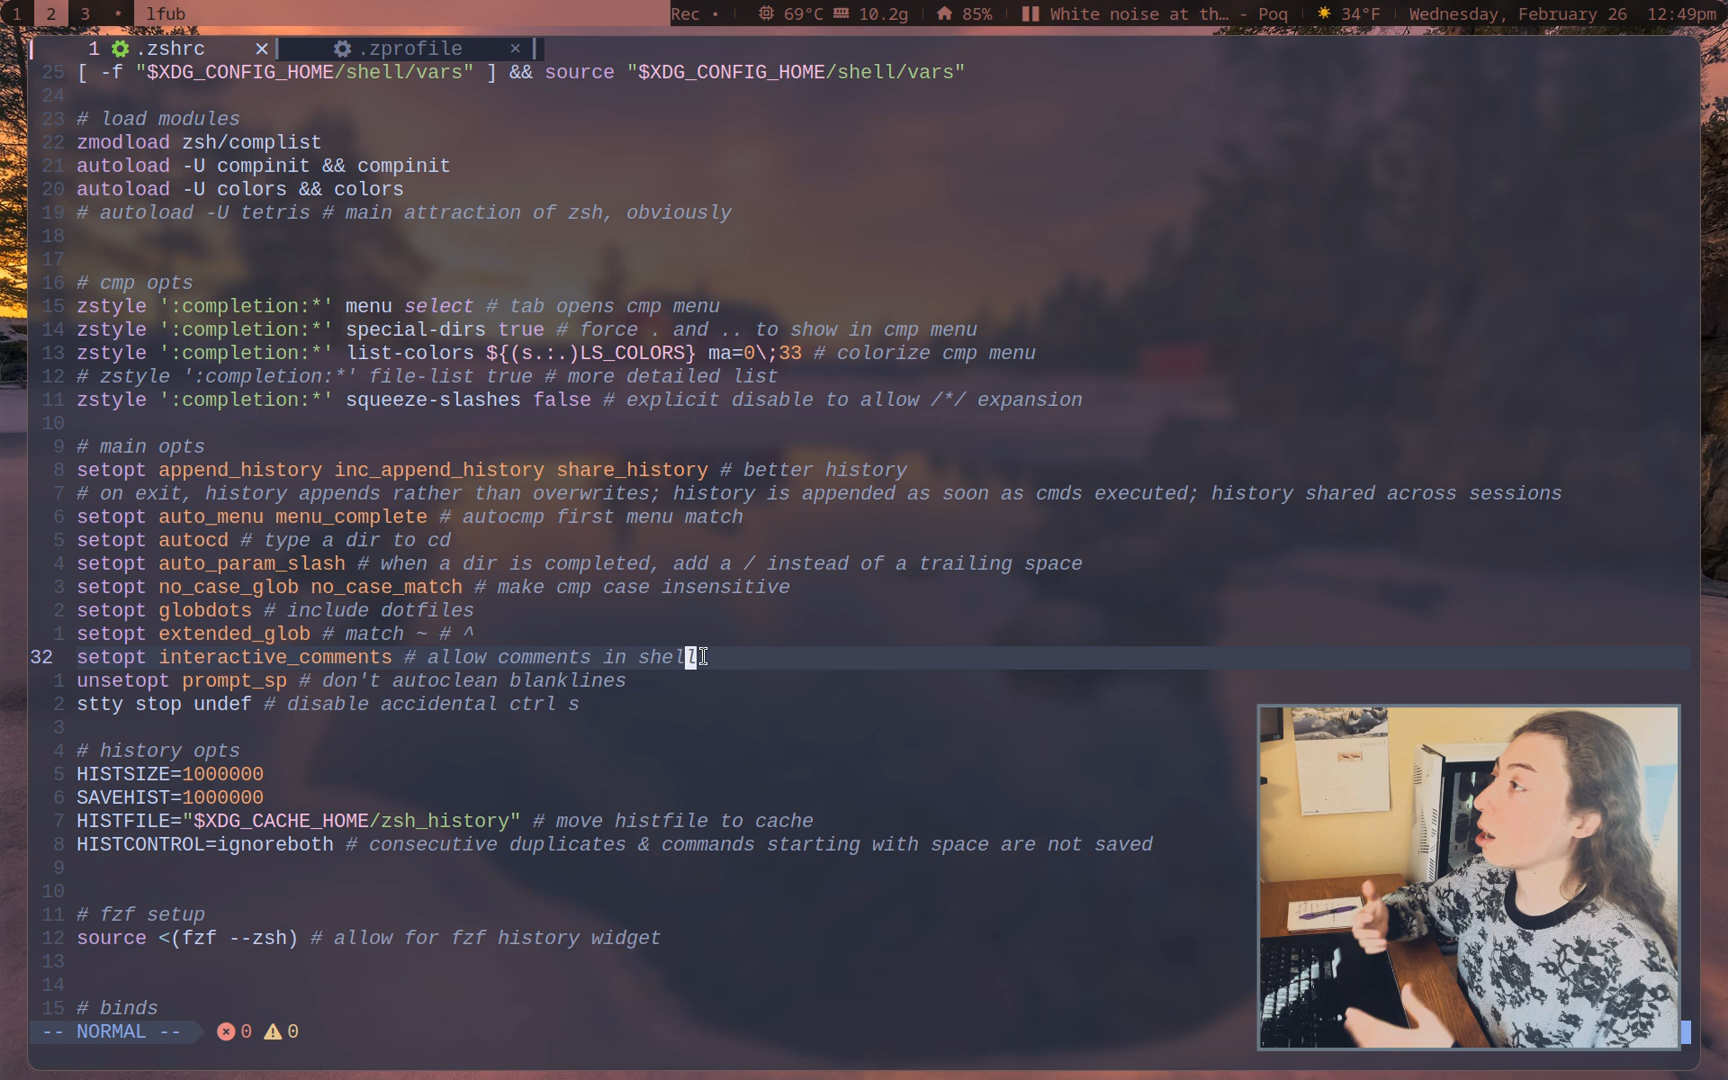 1 2 3 • lfub Rec • 69°C 10.2g 85% White noise at th… - Poq 34°F Wednesday, February 26 12:49pm
1 .zshrc × .zprofile ×
25 [ -f "$XDG_CONFIG_HOME/shell/vars" ] && source "$XDG_CONFIG_HOME/shell/vars"
24
23 # load modules
22 zmodload zsh/complist
21 autoload -U compinit && compinit
20 autoload -U colors && colors
19 # autoload -U tetris # main attraction of zsh, obviously
18
17
16 # cmp opts
15 zstyle ':completion:*' menu select # tab opens cmp menu
14 zstyle ':completion:*' special-dirs true # force . and .. to show in cmp menu
13 zstyle ':completion:*' list-colors ${(s.:.)LS_COLORS} ma=0\;33 # colorize cmp menu
12 # zstyle ':completion:*' file-list true # more detailed list
11 zstyle ':completion:*' squeeze-slashes false # explicit disable to allow /*/ expansion
10
9 # main opts
8 setopt append_history inc_append_history share_history # better history
7 # on exit, history appends rather than overwrites; history is appended as soon as cmds executed; history shared across sessions
6 setopt auto_menu menu_complete # autocmp first menu match
5 setopt autocd # type a dir to cd
4 setopt auto_param_slash # when a dir is completed, add a / instead of a trailing space
3 setopt no_case_glob no_case_match # make cmp case insensitive
2 setopt globdots # include dotfiles
1 setopt extended_glob # match ~ # ^
32 setopt interactive_comments # allow comments in shell
1 unsetopt prompt_sp # don't autoclean blanklines
2 stty stop undef # disable accidental ctrl s
3
4 # history opts
5 HISTSIZE=1000000
6 SAVEHIST=1000000
7 HISTFILE="$XDG_CACHE_HOME/zsh_history" # move histfile to cache
8 HISTCONTROL=ignoreboth # consecutive duplicates & commands starting with space are not saved
9
10
11 # fzf setup
12 source <(fzf --zsh) # allow for fzf history widget
13
14
15 # binds
-- NORMAL -- 0 0